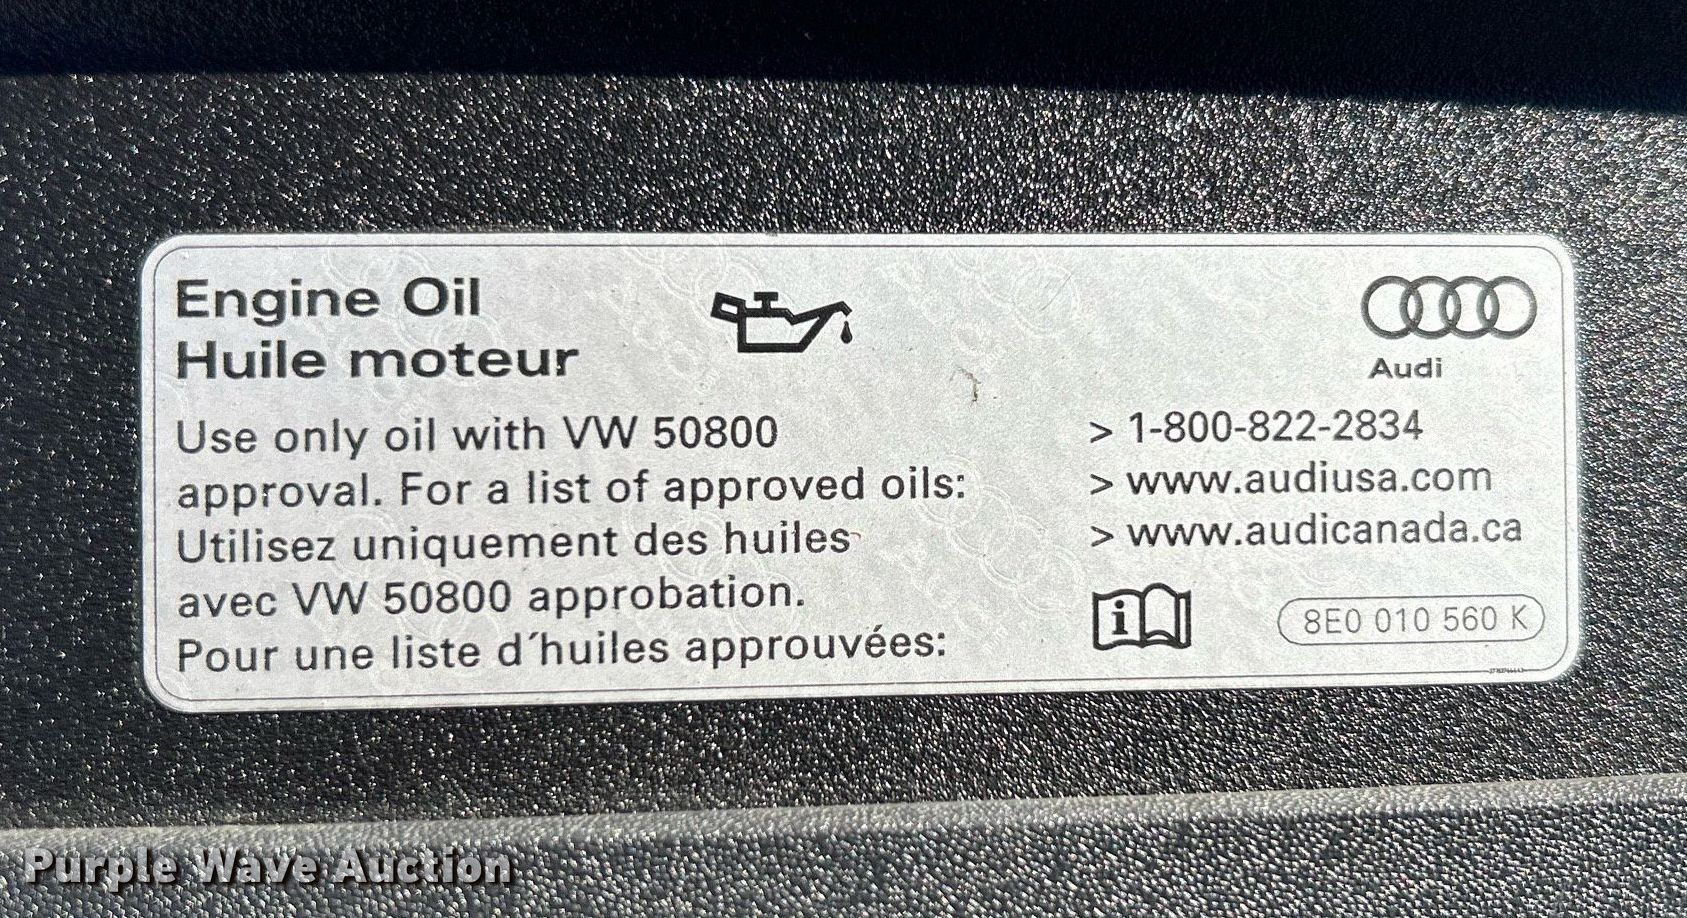 Engine Oil
Huile moteur
Audi
Use only oil with VW 50800
approval. For a list of approved oils:
Utilisez uniquement des huiles
avec VW 50800 approbation.
Pour une liste d´huiles approuvées:
> 1-800-822-2834
> www.audiusa.com
> www.audicanada.ca
i
8E0 010 560 K
Purple Wave Auction